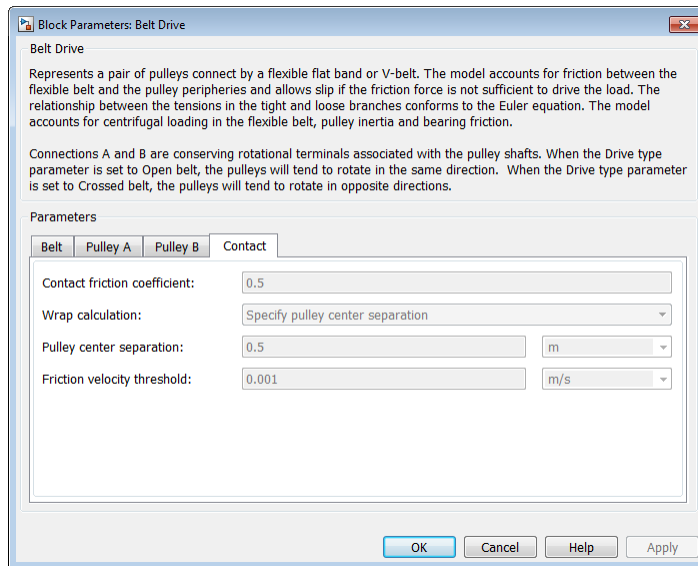 Block Parameters: Belt Drive
Belt Drive
Represents a pair of pulleys connect by a flexible flat band or V-belt. The model accounts for friction between the
flexible belt and the pulley peripheries and allows slip if the friction force is not sufficient to drive the load. The
relationship between the tensions in the tight and loose branches conforms to the Euler equation. The model
accounts for centrifugal loading in the flexible belt, pulley inertia and bearing friction.
Connections A and B are conserving rotational terminals associated with the pulley shafts. When the Drive type
parameter is set to Open belt, the pulleys will tend to rotate in the same direction.  When the Drive type parameter
is set to Crossed belt, the pulleys will tend to rotate in opposite directions.
Parameters
Belt Pulley A Pulley B Contact
Contact friction coefficient: 0.5
Wrap calculation: Specify pulley center separation
Pulley center separation: 0.5 m
Friction velocity threshold: 0.001 m/s
OK Cancel Help Apply